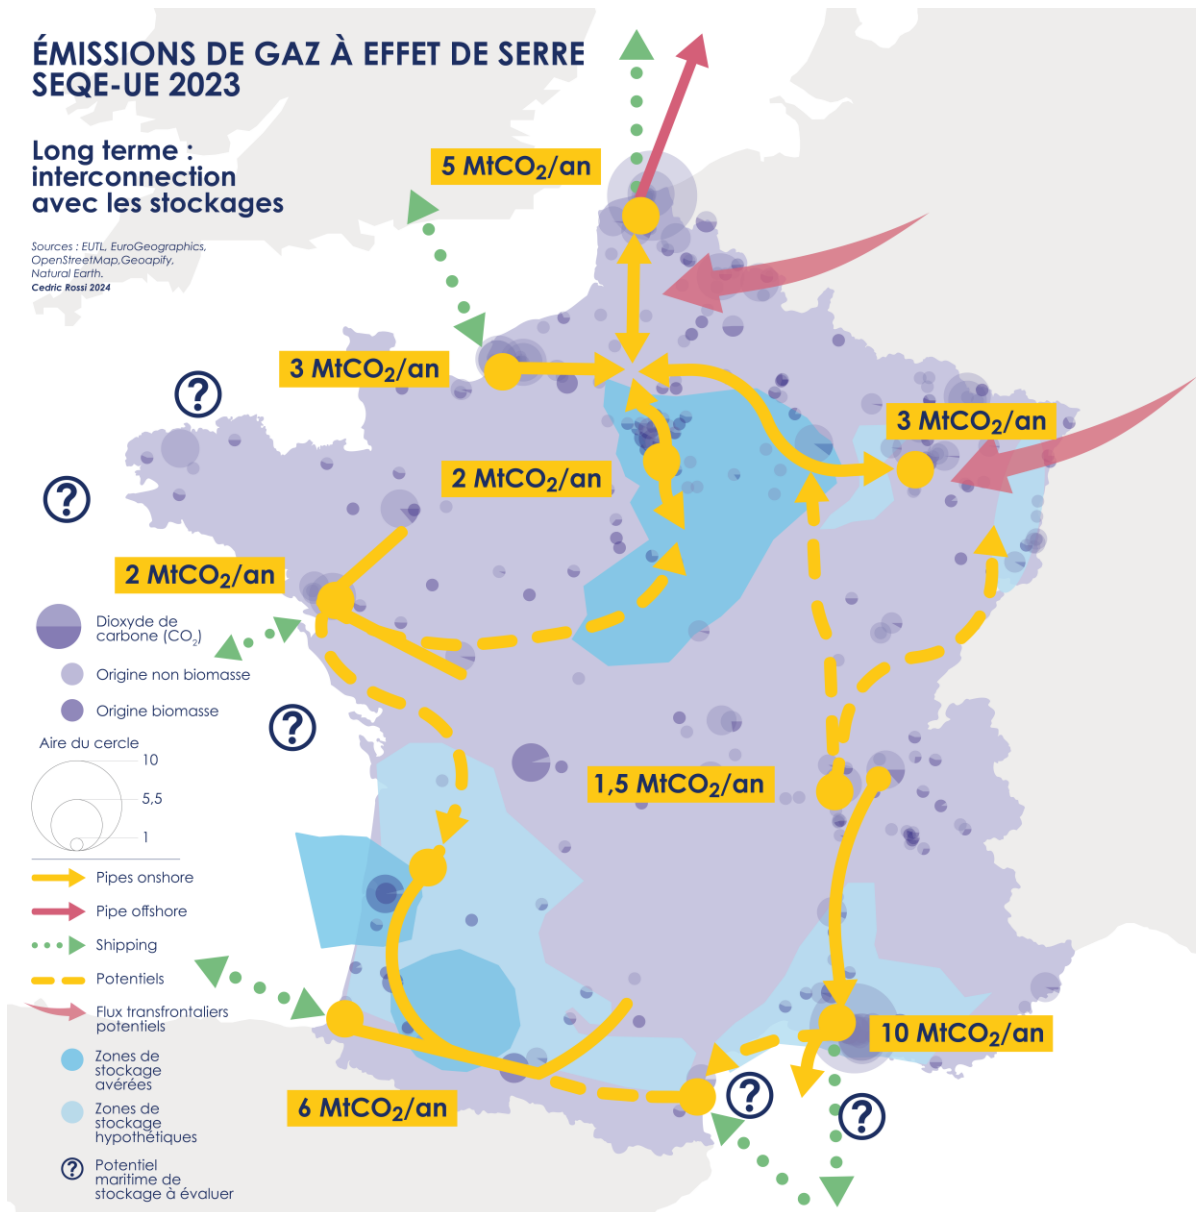 ÉMISSIONS DE GAZ À EFFET DE SERRE
SEQE-UE 2023
Long terme :
interconnection
avec les stockages
Sources : EUTL, EuroGeographics,
OpenStreetMap,Geoapify,
Natural Earth.
Cedric Rossi 2024
5 MtCO₂/an
3 MtCO₂/an
3 MtCO₂/an
2 MtCO₂/an
2 MtCO₂/an
1,5 MtCO₂/an
10 MtCO₂/an
6 MtCO₂/an
?
?
?
?
?
Dioxyde de
carbone (CO₂)
Origine non biomasse
Origine biomasse
Aire du cercle
10
5,5
1
Pipes onshore
Pipe offshore
Shipping
Potentiels
Flux transfrontaliers
potentiels
Zones de
stockage
avérées
Zones de
stockage
hypothétiques
?
Potentiel
maritime de
stockage à évaluer